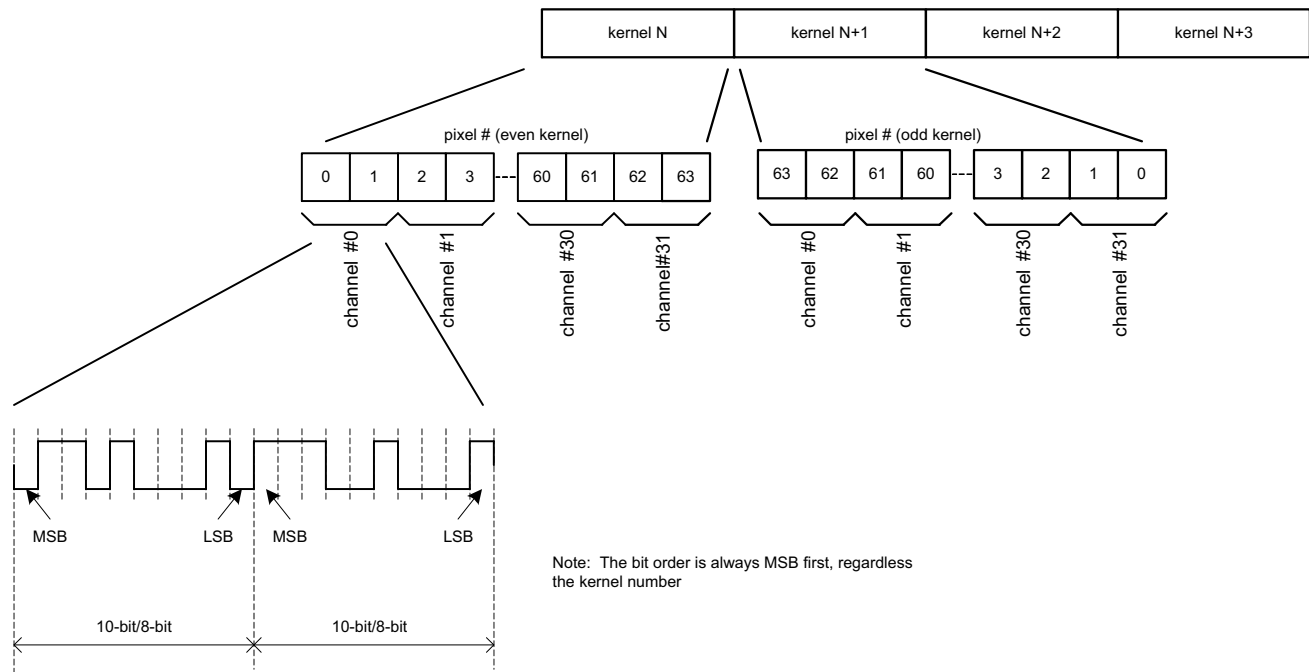 kernel N kernel N+1 kernel N+2 kernel N+3
pixel # (even kernel) pixel # (odd kernel)
0 1 2 3 60 61 62 63 63 62 61 60 3 2 1 0
channel #0 channel #1 channel #30 channel#31 channel #0 channel #1 channel #30 channel #31
MSB LSB MSB LSB
Note: The bit order is always MSB first, regardless
the kernel number
10-bit/8-bit 10-bit/8-bit